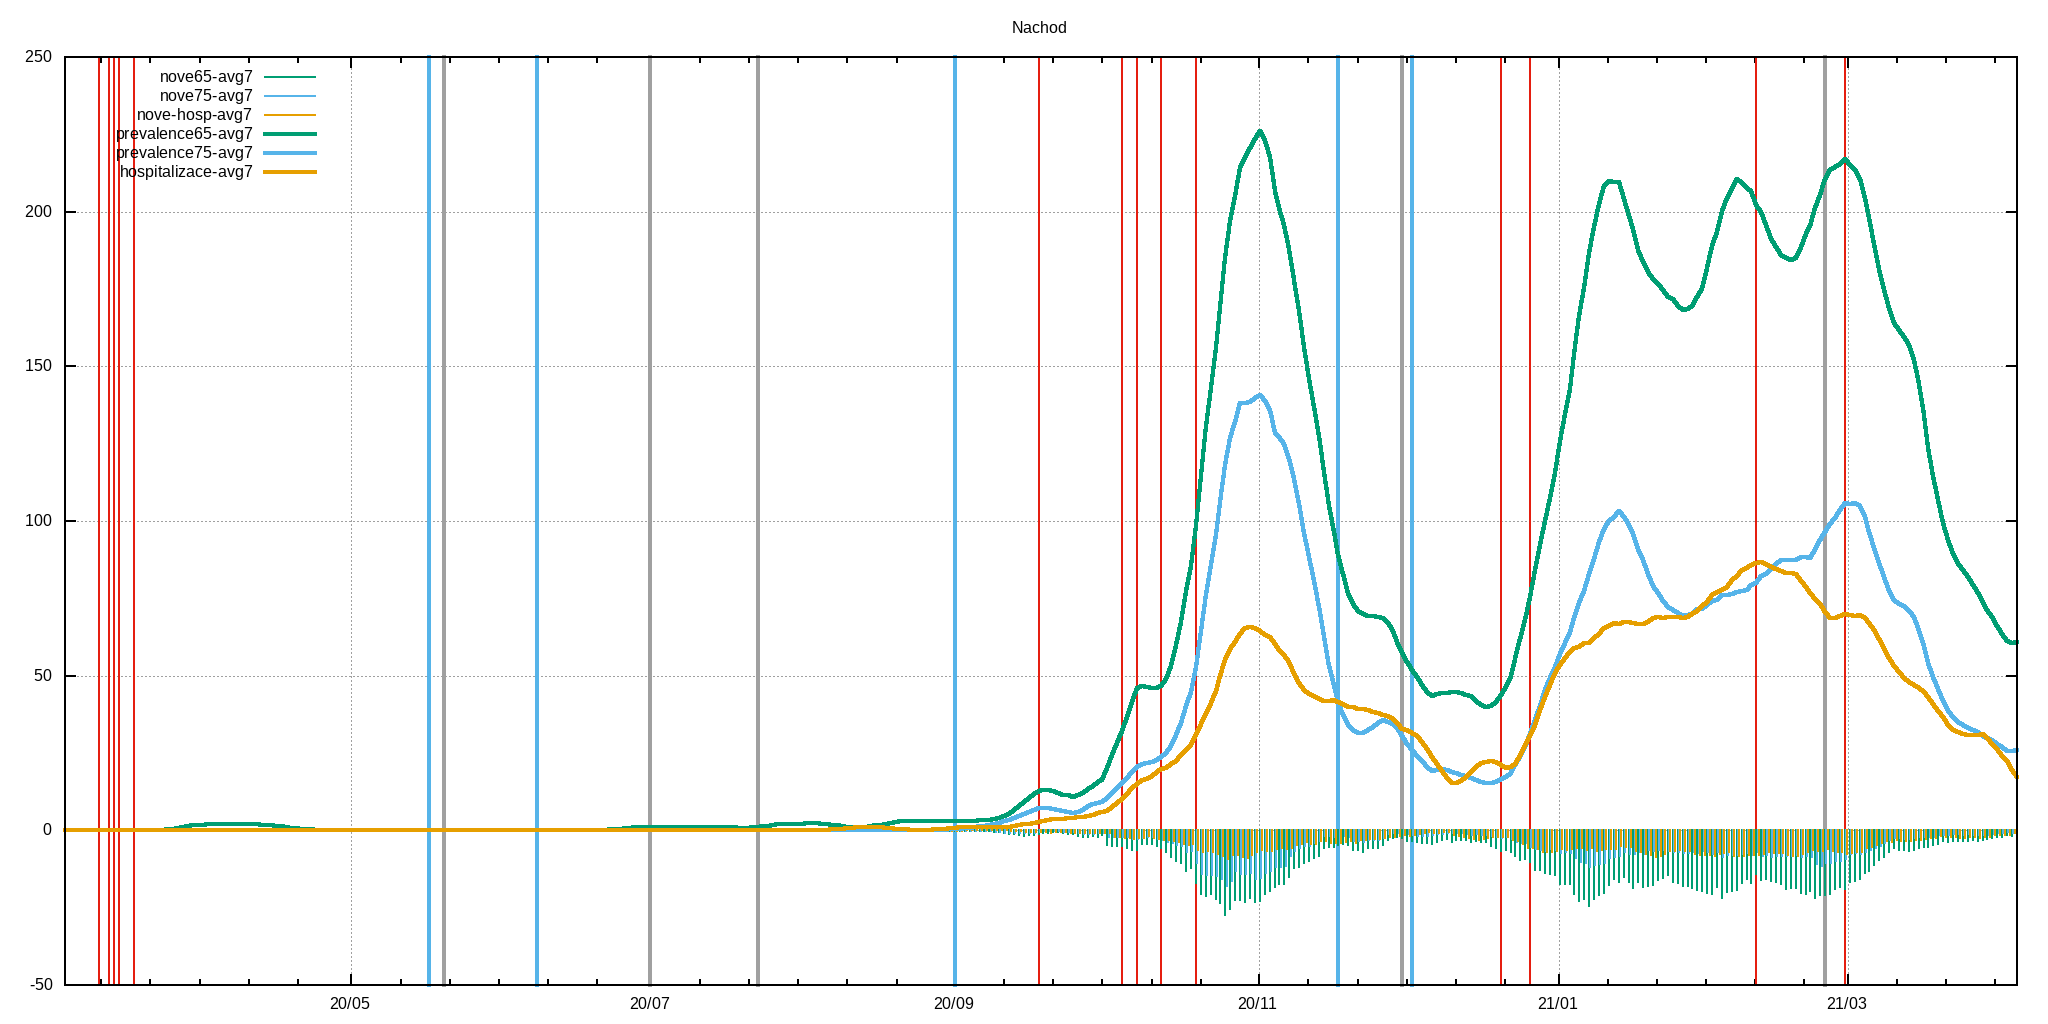 Nachod
250
nove65-avg7
nove75-avg7
nove-hosp-avg7
prevalence65-avg7
prevalence75-avg7
hospitalizace-avg7
200
150
100
50
0
-50
20/05 20/07 20/09 20/11 21/01 21/03